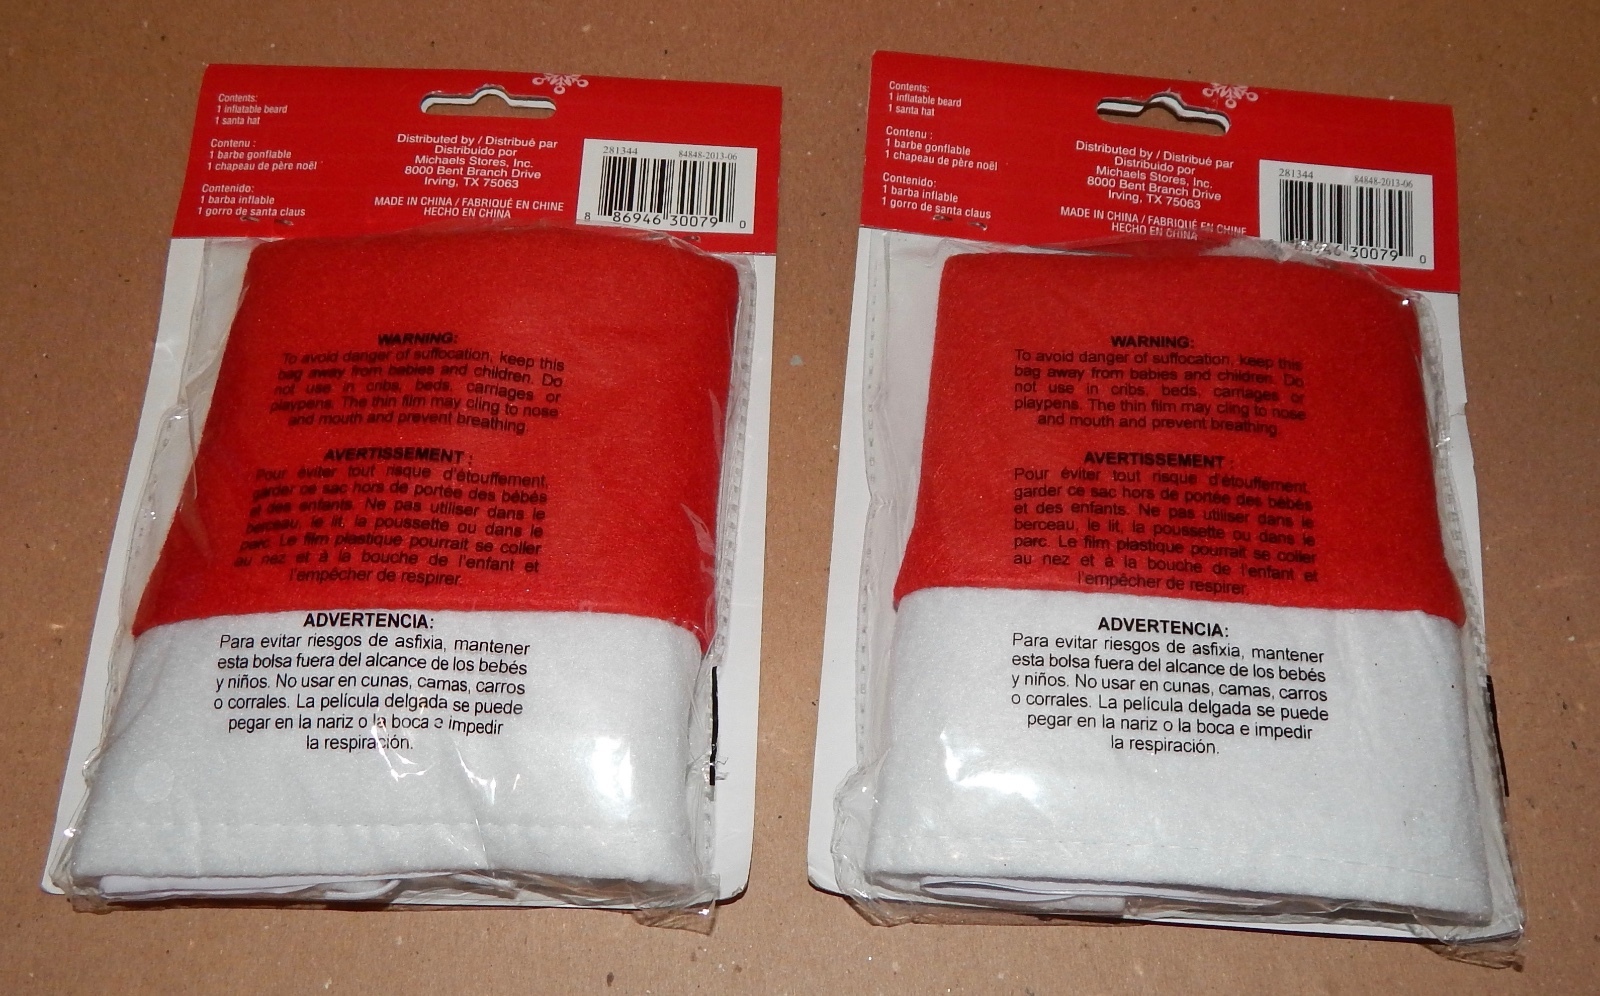 Contents:
1 inflatable beard
1 santa hat
Contenu :
1 barbe gonflable
1 chapeau de père noël
Contenido:
1 barba inflable
1 gorro de santa claus
Distributed by / Distribué par
Distribuido por
Michaels Stores, Inc.
8000 Bent Branch Drive
Irving, TX 75063
MADE IN CHINA / FABRIQUÉ EN CHINE
HECHO EN CHINA
281344 84848-2013-06
8 86946 30079 0
WARNING:
To avoid danger of suffocation, keep this
bag away from babies and children. Do
not use in cribs, beds, carriages or
playpens. The thin film may cling to nose
and mouth and prevent breathing.
AVERTISSEMENT :
Pour éviter tout risque d'étouffement,
garder ce sac hors de portée des bébés
et des enfants. Ne pas utiliser dans le
berceau, le lit, la poussette ou dans le
parc. Le film plastique pourrait se coller
au nez et à la bouche de l'enfant et
l'empêcher de respirer.
ADVERTENCIA:
Para evitar riesgos de asfixia, mantener
esta bolsa fuera del alcance de los bebés
y niños. No usar en cunas, camas, carros
o corrales. La película delgada se puede
pegar en la nariz o la boca e impedir
la respiración.
Contents:
1 inflatable beard
1 santa hat
Contenu :
1 barbe gonflable
1 chapeau de père noël
Contenido:
1 barba inflable
1 gorro de santa claus
Distributed by / Distribué par
Distribuido por
Michaels Stores, Inc.
8000 Bent Branch Drive
Irving, TX 75063
MADE IN CHINA / FABRIQUÉ EN CHINE
HECHO EN CHINA
281344 84848-2013-06
30079 0
WARNING:
To avoid danger of suffocation, keep this
bag away from babies and children. Do
not use in cribs, beds, carriages or
playpens. The thin film may cling to nose
and mouth and prevent breathing.
AVERTISSEMENT :
Pour éviter tout risque d'étouffement,
garder ce sac hors de portée des bébés
et des enfants. Ne pas utiliser dans le
berceau, le lit, la poussette ou dans le
parc. Le film plastique pourrait se coller
au nez et à la bouche de l'enfant et
l'empêcher de respirer.
ADVERTENCIA:
Para evitar riesgos de asfixia, mantener
esta bolsa fuera del alcance de los bebés
y niños. No usar en cunas, camas, carros
o corrales. La película delgada se puede
pegar en la nariz o la boca e impedir
la respiración.